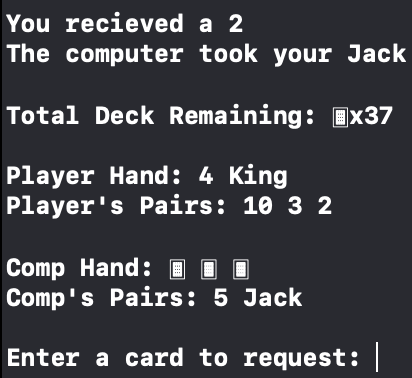 You recieved a 2
The computer took your Jack
Total Deck Remaining: 🂠x37
Player Hand: 4 King
Player's Pairs: 10 3 2
Comp Hand: 🂠 🂠 🂠
Comp's Pairs: 5 Jack
Enter a card to request: